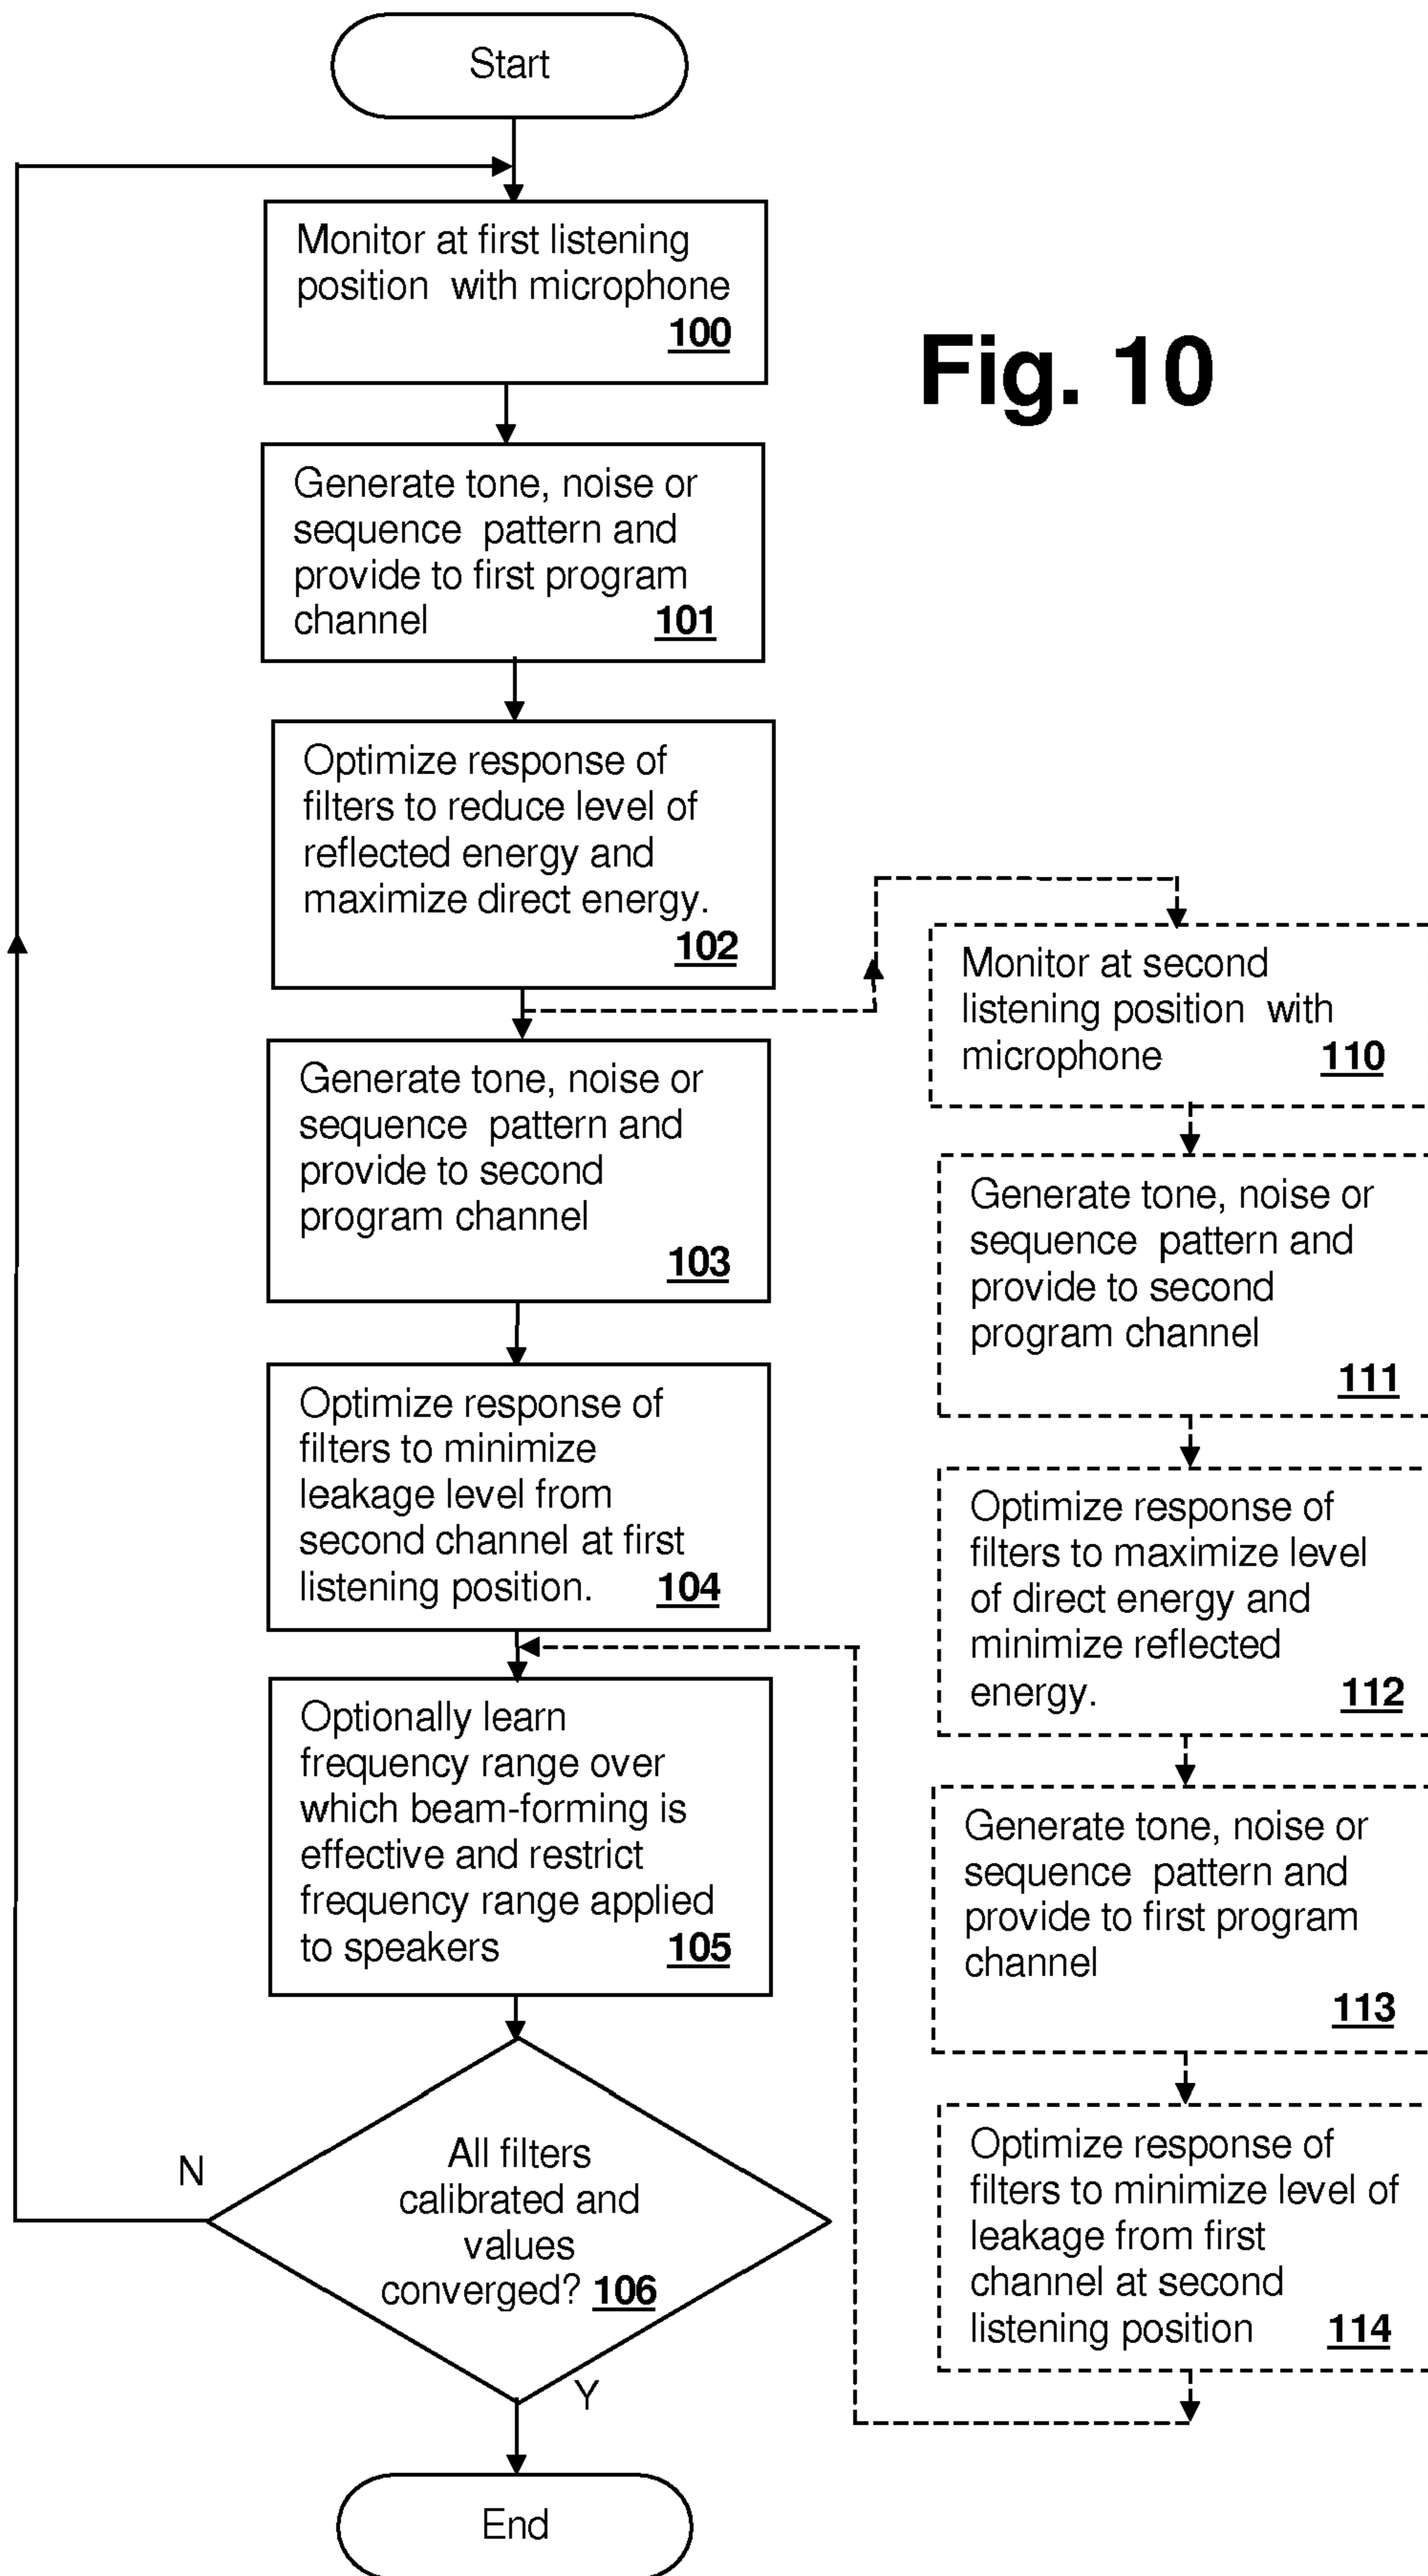 Start
Monitor at first listening
position with microphone
100
Fig. 10
Generate tone, noise or
sequence pattern and
provide to first program
channel 101
Optimize response of
filters to reduce level of
reflected energy and
maximize direct energy.
102
Generate tone, noise or
sequence pattern and
provide to second
program channel
103
Optimize response of
filters to minimize
leakage level from
second channel at first
listening position. 104
Optionally learn
frequency range over
which beam-forming is
effective and restrict
frequency range applied
to speakers 105
N
All filters
calibrated and
values
converged? 106
Y
End
Monitor at second
listening position with
microphone 110
Generate tone, noise or
sequence pattern and
provide to second
program channel
111
Optimize response of
filters to maximize level
of direct energy and
minimize reflected
energy. 112
Generate tone, noise or
sequence pattern and
provide to first program
channel
113
Optimize response of
filters to minimize level of
leakage from first
channel at second
listening position 114